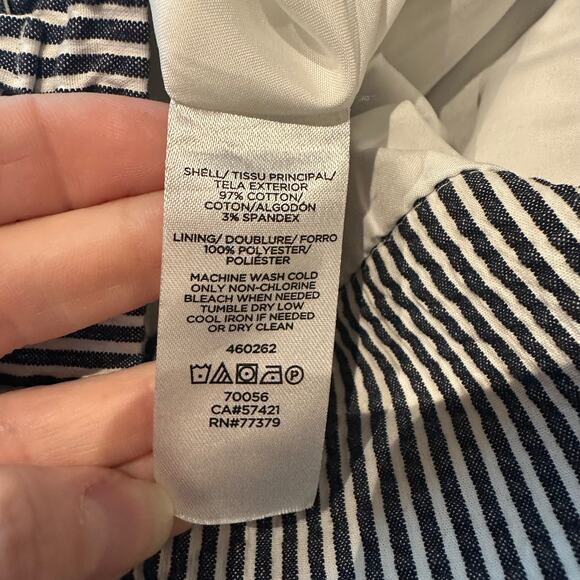 SHELL/ TISSU PRINCIPAL/
TELA EXTERIOR
97% COTTON/
COTON/ALGODÓN
3% SPANDEX
LINING/ DOUBLURE/ FORRO
100% POLYESTER/
POLIÉSTER
MACHINE WASH COLD
ONLY NON-CHLORINE
BLEACH WHEN NEEDED
TUMBLE DRY LOW
COOL IRON IF NEEDED
OR DRY CLEAN
460262
P
70056
CA#57421
RN#77379